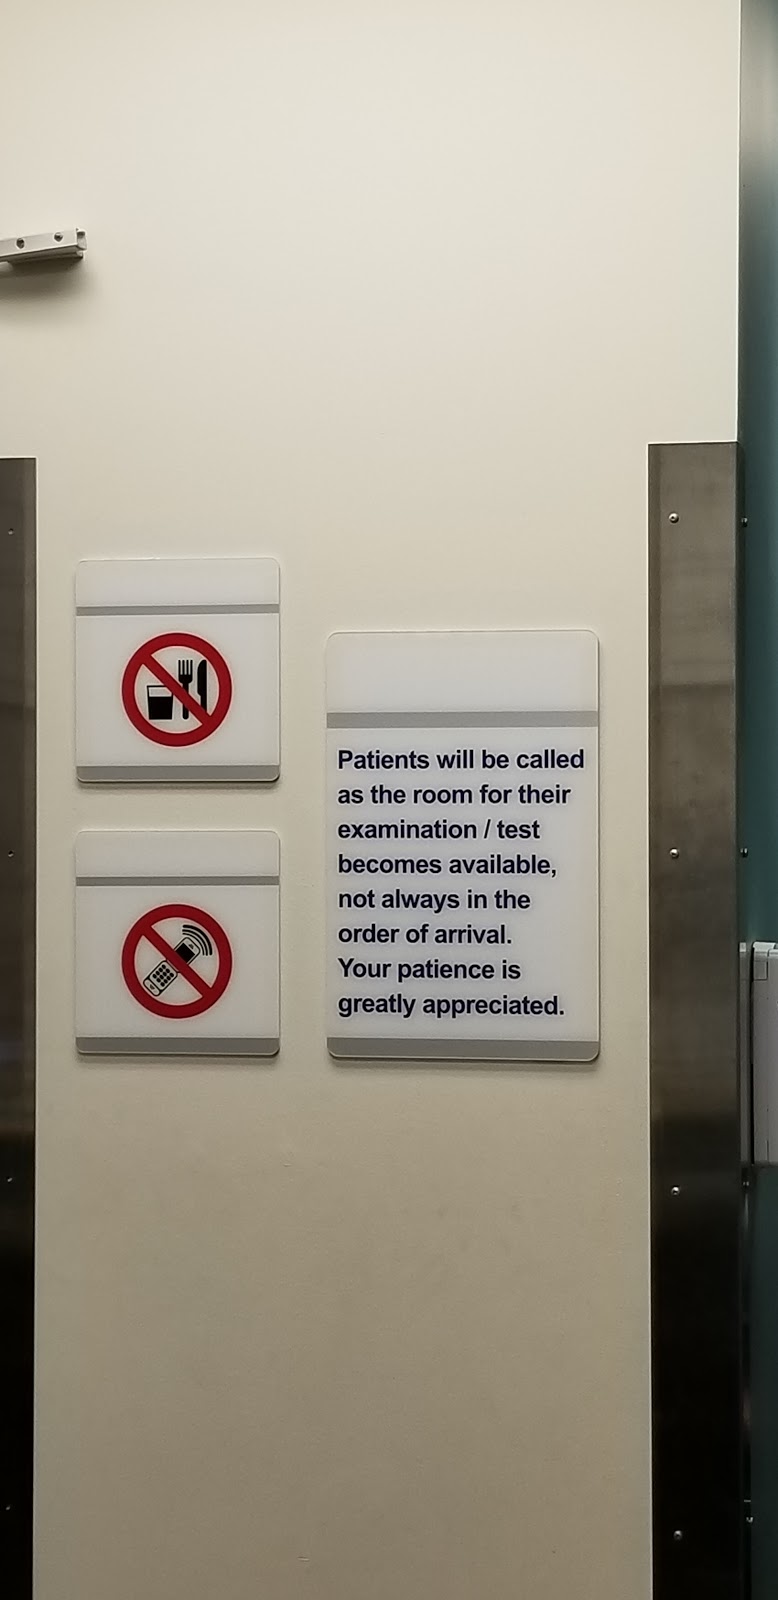 Patients will be called
as the room for their
examination / test
becomes available,
not always in the
order of arrival.
Your patience is
greatly appreciated.